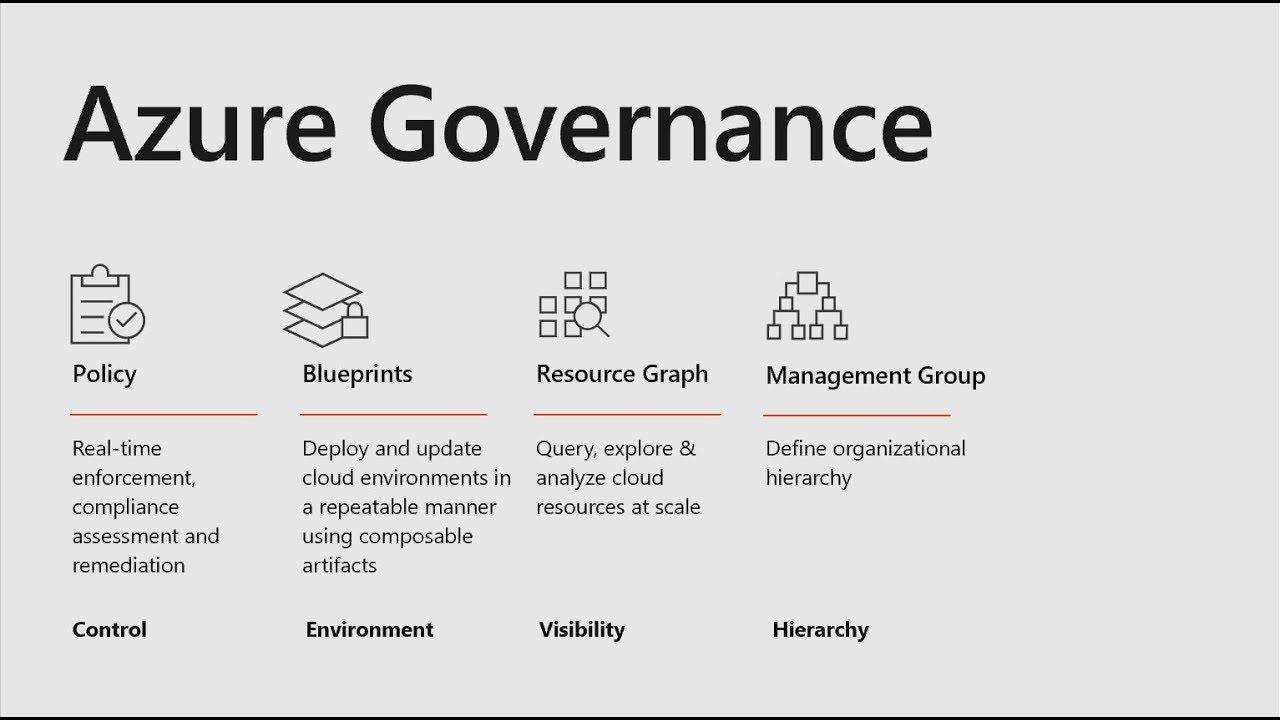 Azure Governance
Policy
Real-time
enforcement,
compliance
assessment and
remediation
Control
Blueprints
Deploy and update
cloud environments in
a repeatable manner
using composable
artifacts
Environment
Resource Graph
Query, explore &
analyze cloud
resources at scale
Visibility
Management Group
Define organizational
hierarchy
Hierarchy